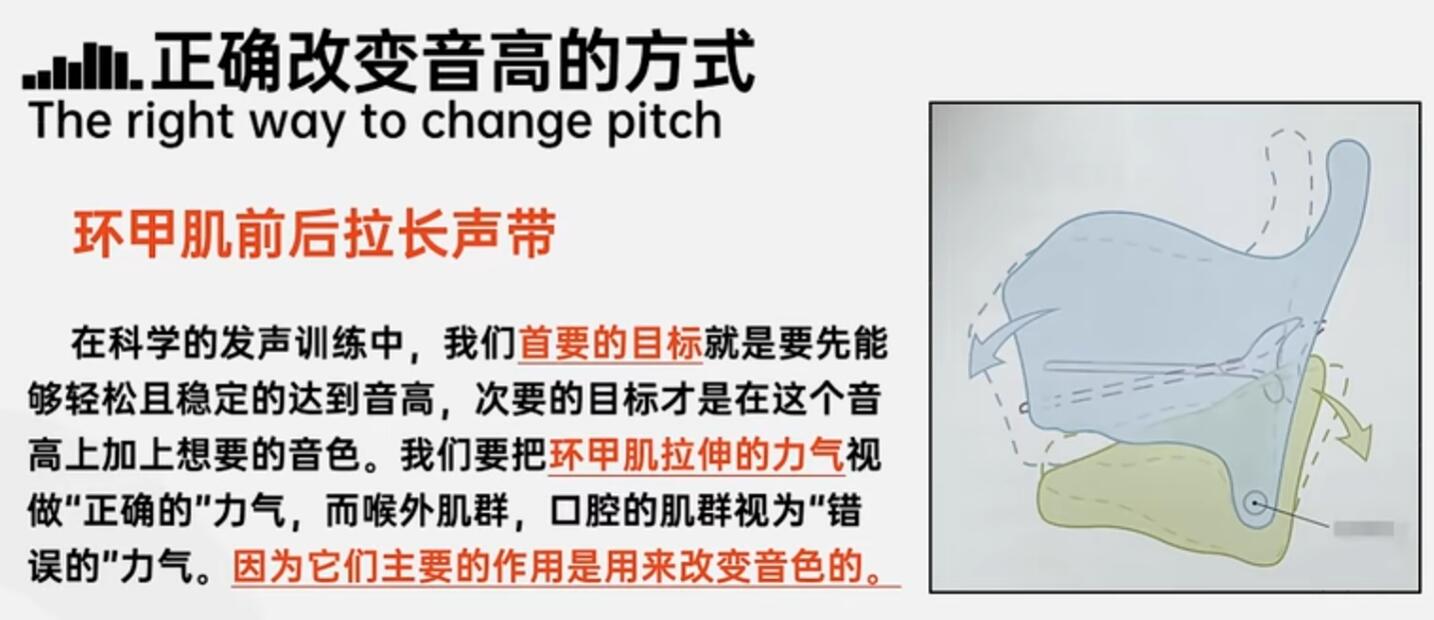 正确改变音高的方式
The right way to change pitch
环甲肌前后拉长声带
在科学的发声训练中，我们首要的目标就是要先能
够轻松且稳定的达到音高，次要的目标才是在这个音
高上加上想要的音色。我们要把环甲肌拉伸的力气视
做“正确的”力气，而喉外肌群，口腔的肌群视为“错
误的”力气。因为它们主要的作用是用来改变音色的。